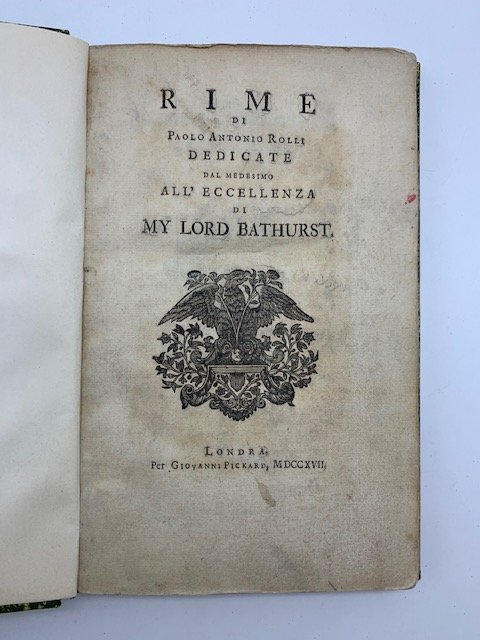 RIME
DI
PAOLO ANTONIO ROLLI
DEDICATE
DAL MEDESIMO
ALL' ECCELLENZA
DI
MY LORD BATHURST.
LONDRA,
Per GIOVANNI PICKARD, MDCCXVII.